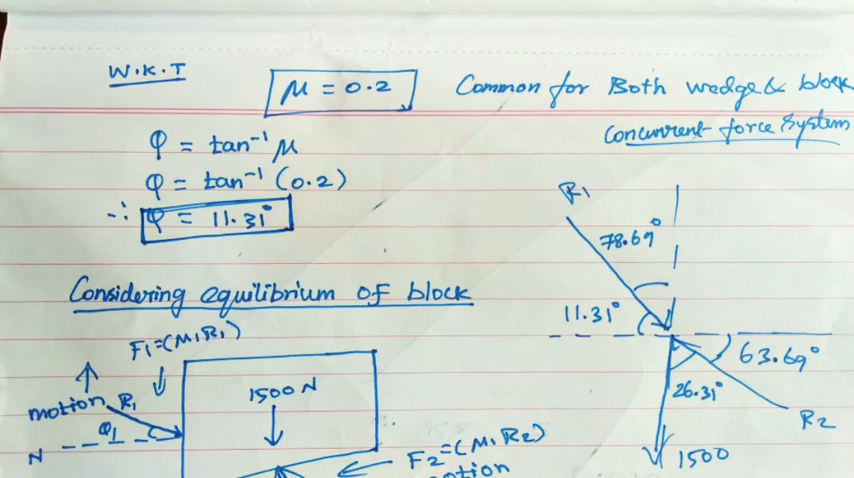 W.K.T
μ = 0.2
Common for Both wedge & block
Concurrent force System
φ = tan⁻¹ μ
φ = tan⁻¹ (0.2)
∴ φ = 11.31°
R1
78.69°
11.31°
63.69°
26.31°
R2
1500
Considering equilibrium of block
F1=(μ1R1)
motion
R1
φ1
N
1500 N
F2=(μ1R2)
motion